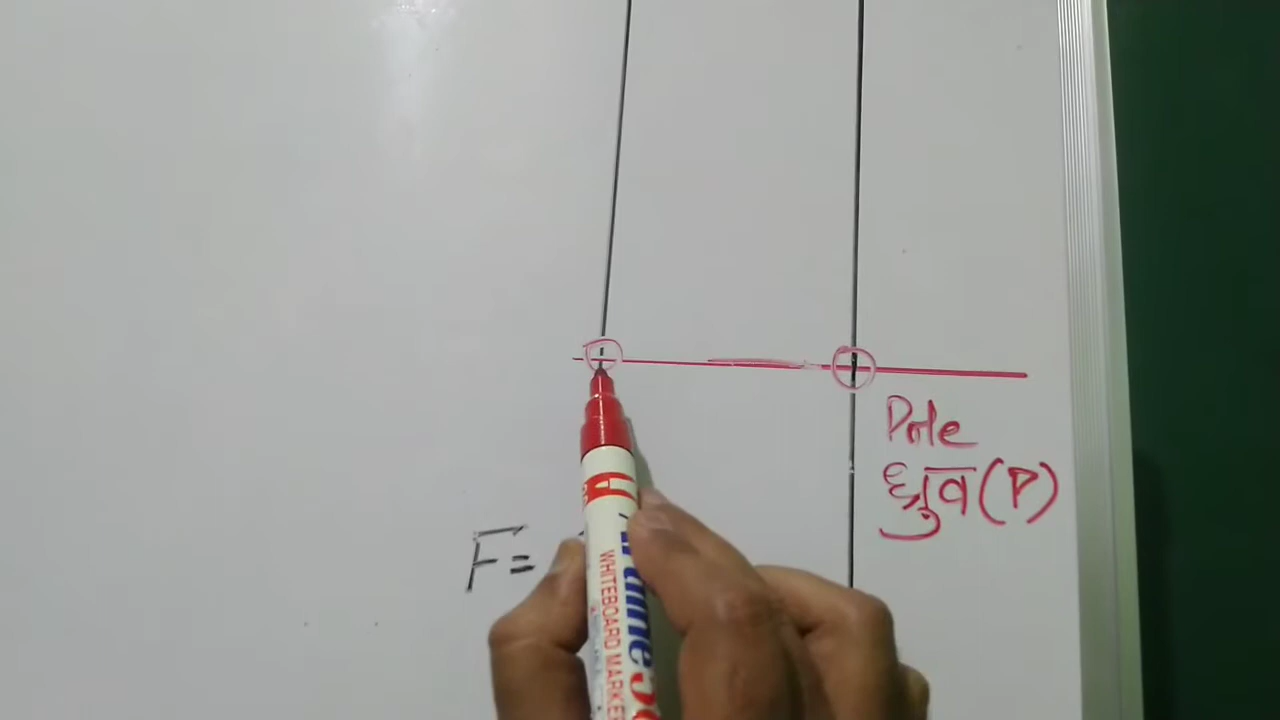 Pole
ध्रुव (P)
F =
WHITEBOARD MARKER